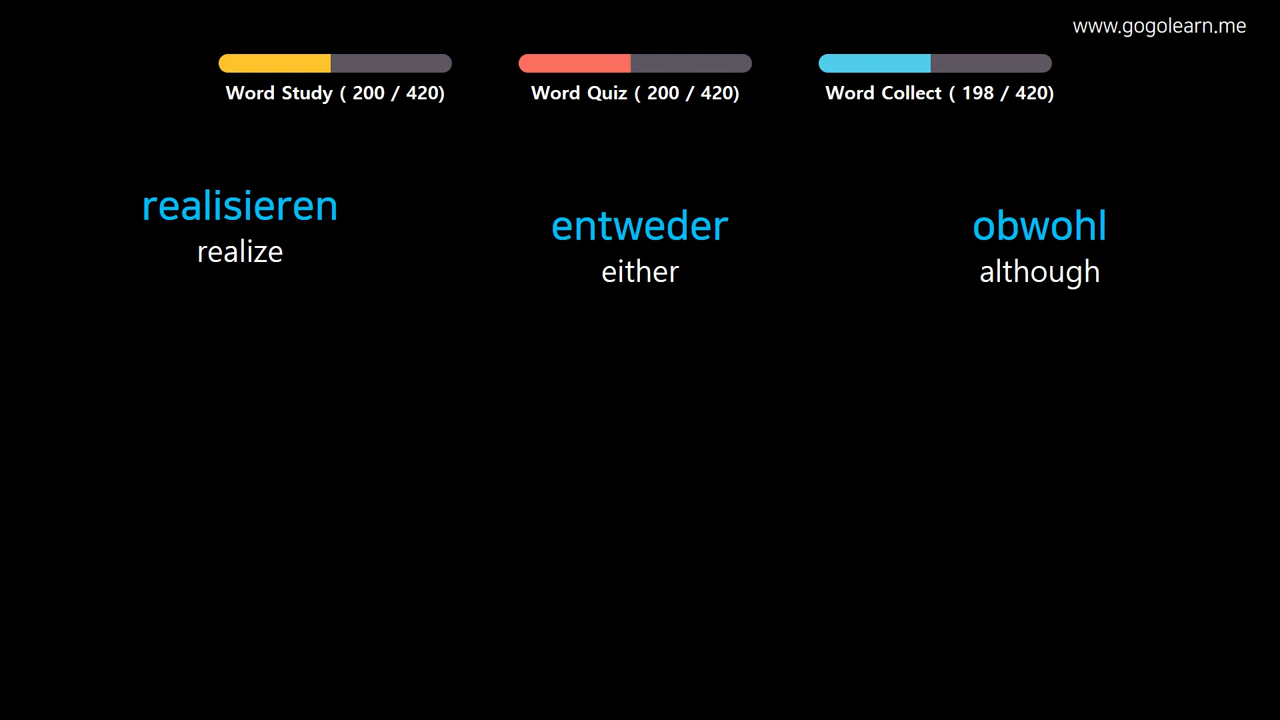 www.gogolearn.me
Word Study ( 200 / 420)
Word Quiz ( 200 / 420)
Word Collect ( 198 / 420)
realisieren
realize
entweder
either
obwohl
although